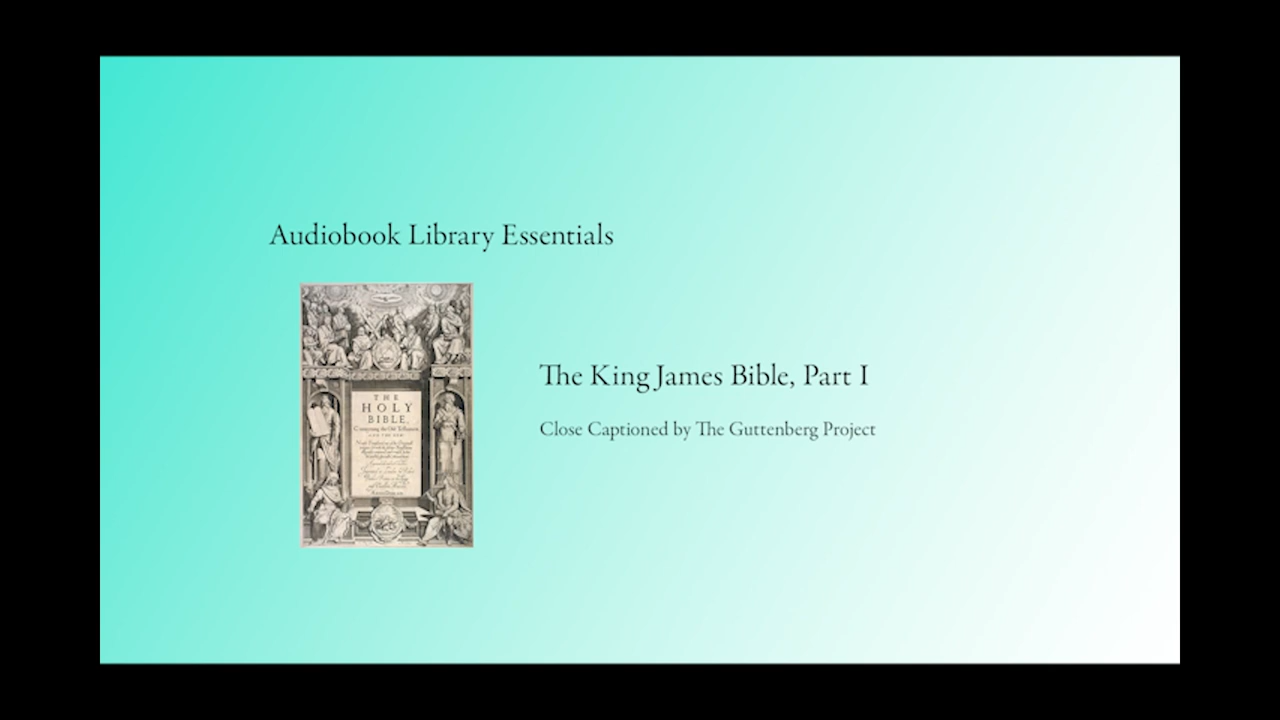 Audiobook Library Essentials
THE
HOLY
BIBLE,
The King James Bible, Part I
Close Captioned by The Guttenberg Project